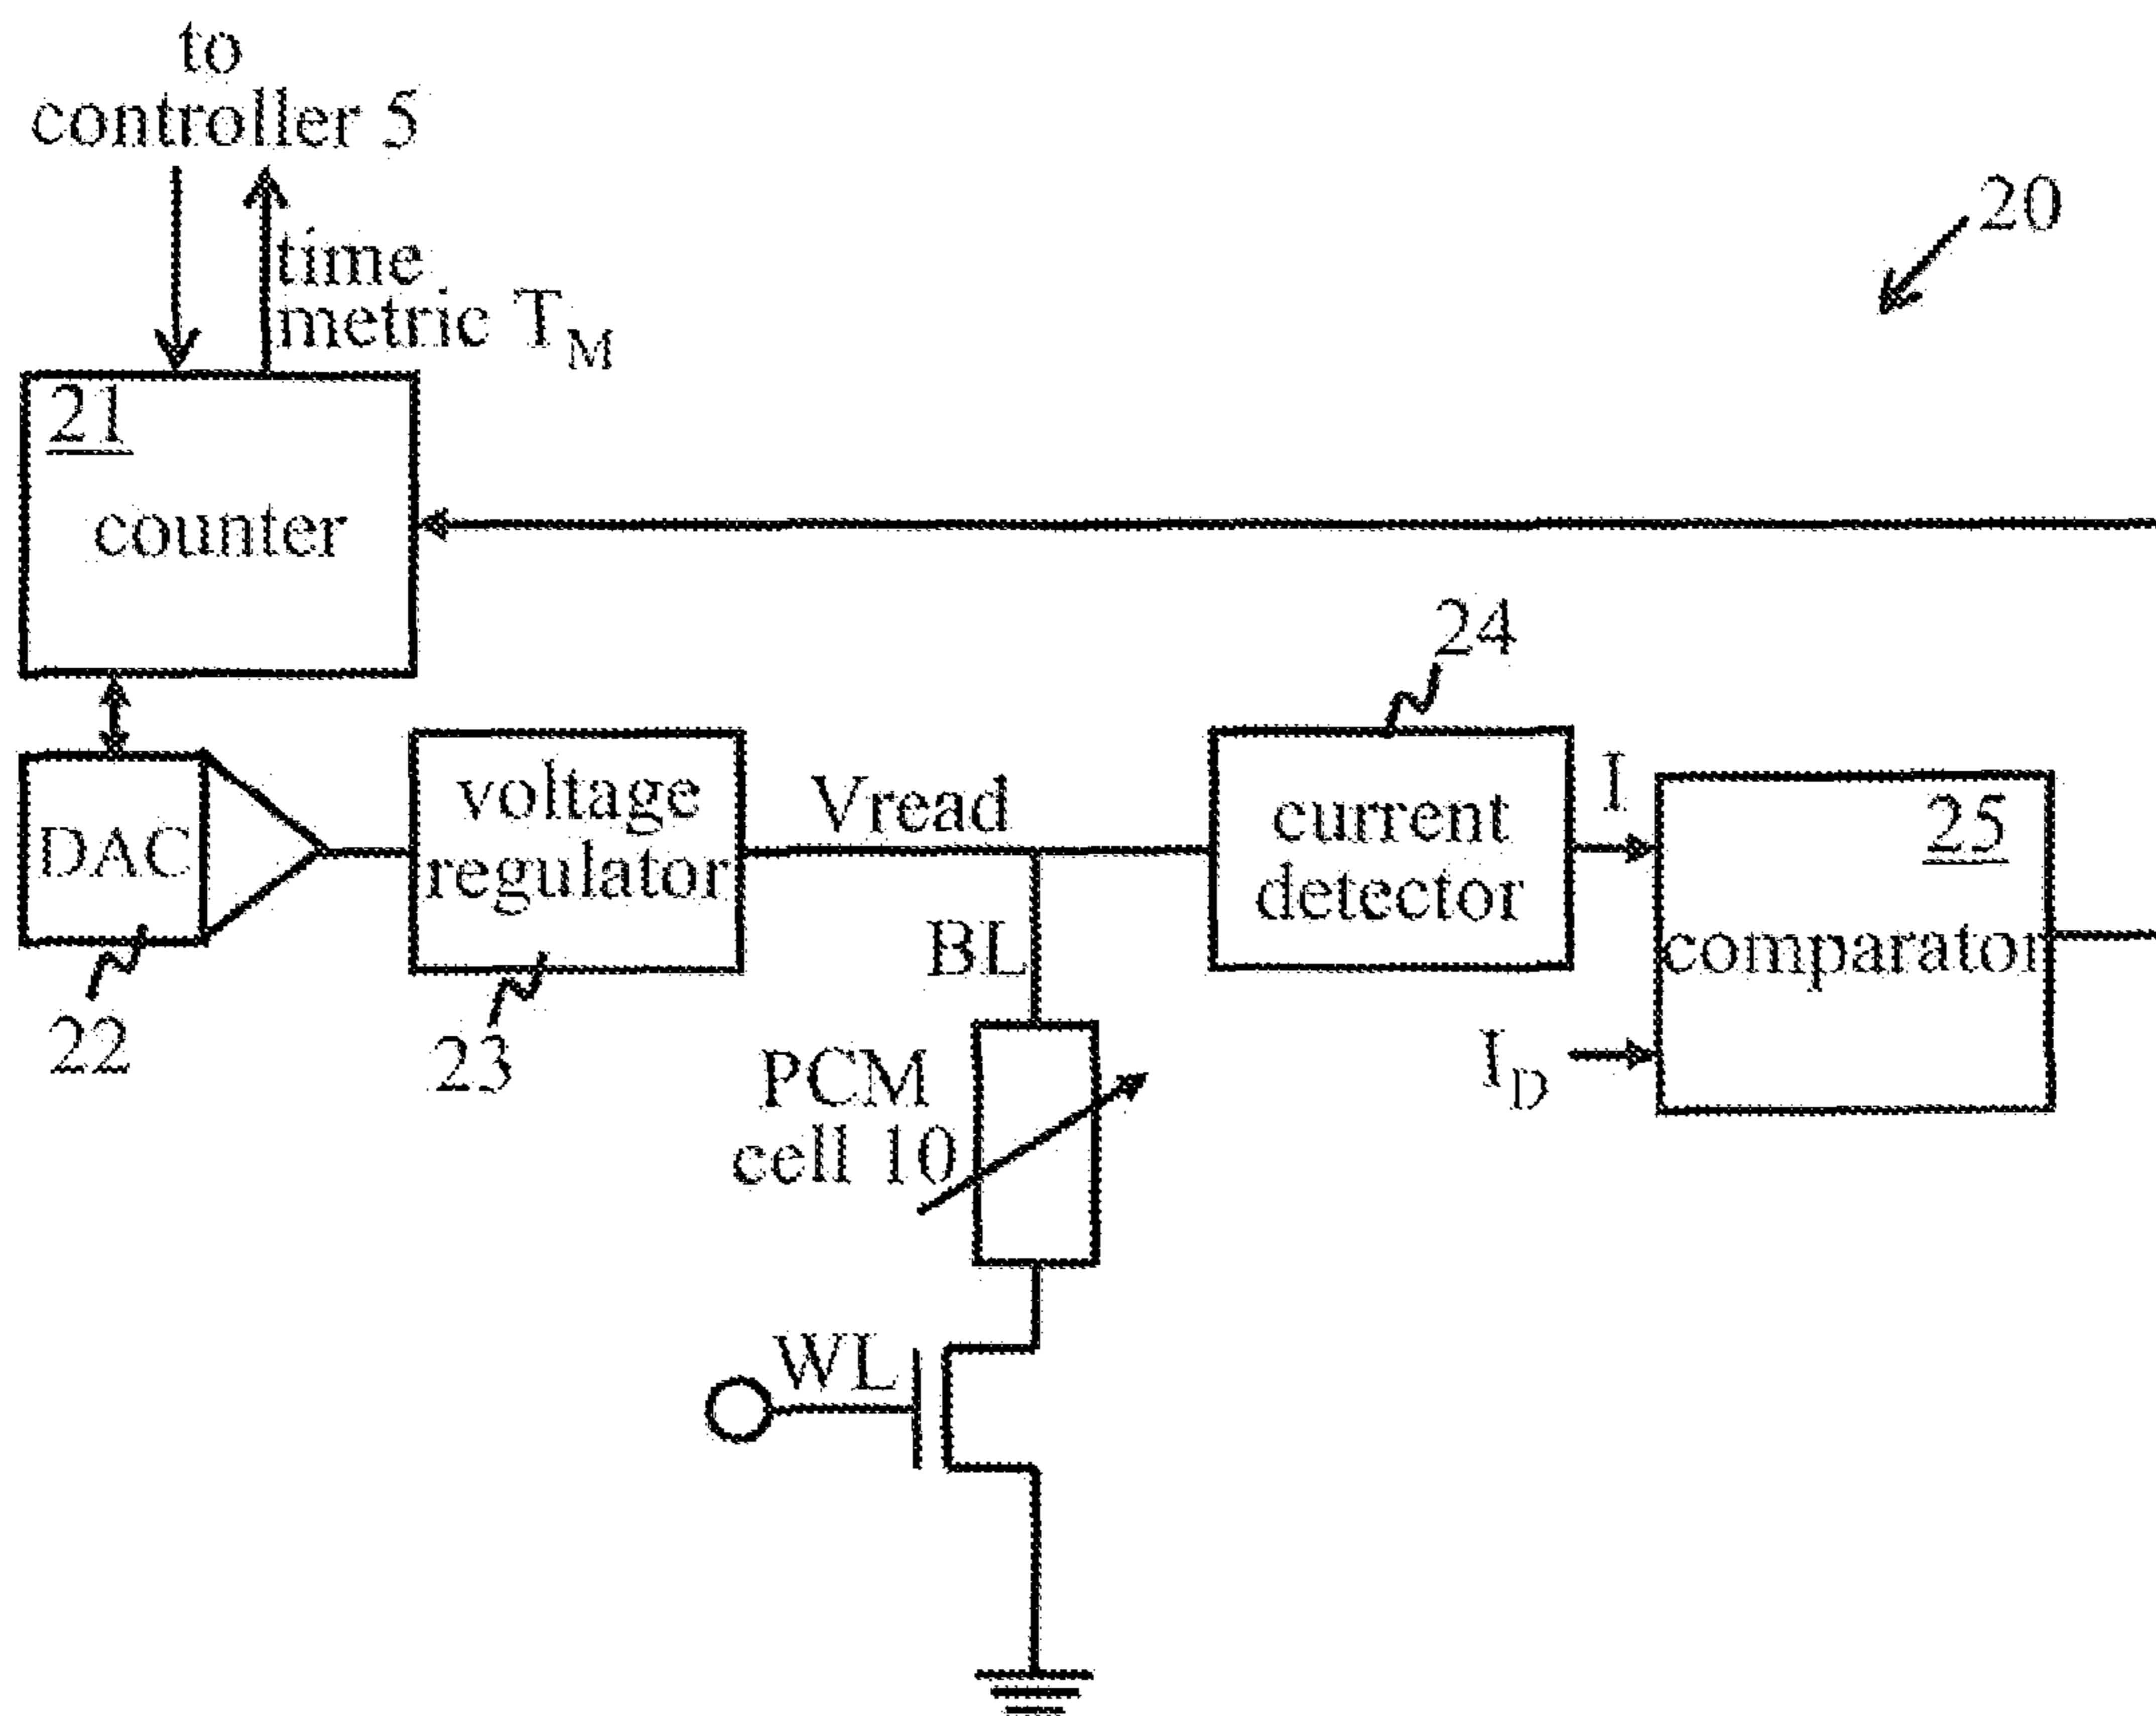 to
controller 5
time
metric T_M
20
21
counter
24
DAC
22
voltage
regulator
23
Vread
BL
current
detector
I
25
comparator
I_D
PCM
cell 10
WL